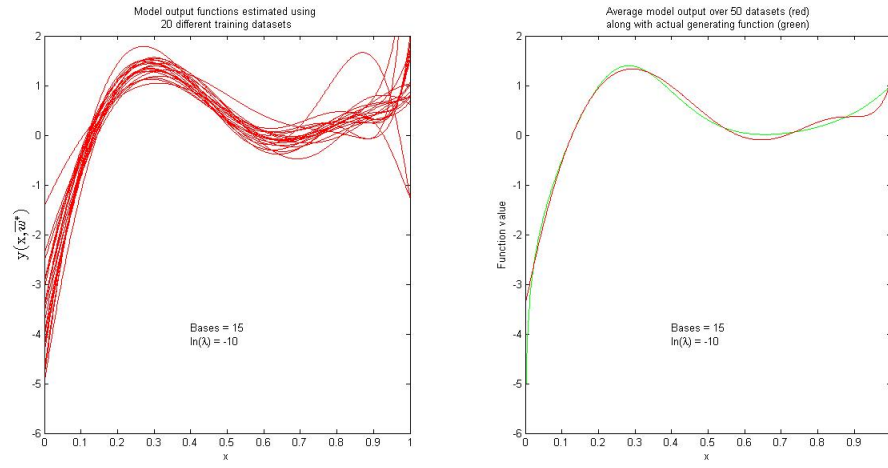 Model output functions estimated using
20 different training datasets
2
1
0
-1
-2
-3
-4
-5
-6
y(x,w*)
Bases = 15
ln(λ) = -10
0 0.1 0.2 0.3 0.4 0.5 0.6 0.7 0.8 0.9 1
x
Average model output over 50 datasets (red)
along with actual generating function (green)
2
1
0
-1
-2
-3
-4
-5
-6
Function value
Bases = 15
ln(λ) = -10
0 0.1 0.2 0.3 0.4 0.5 0.6 0.7 0.8 0.9
x